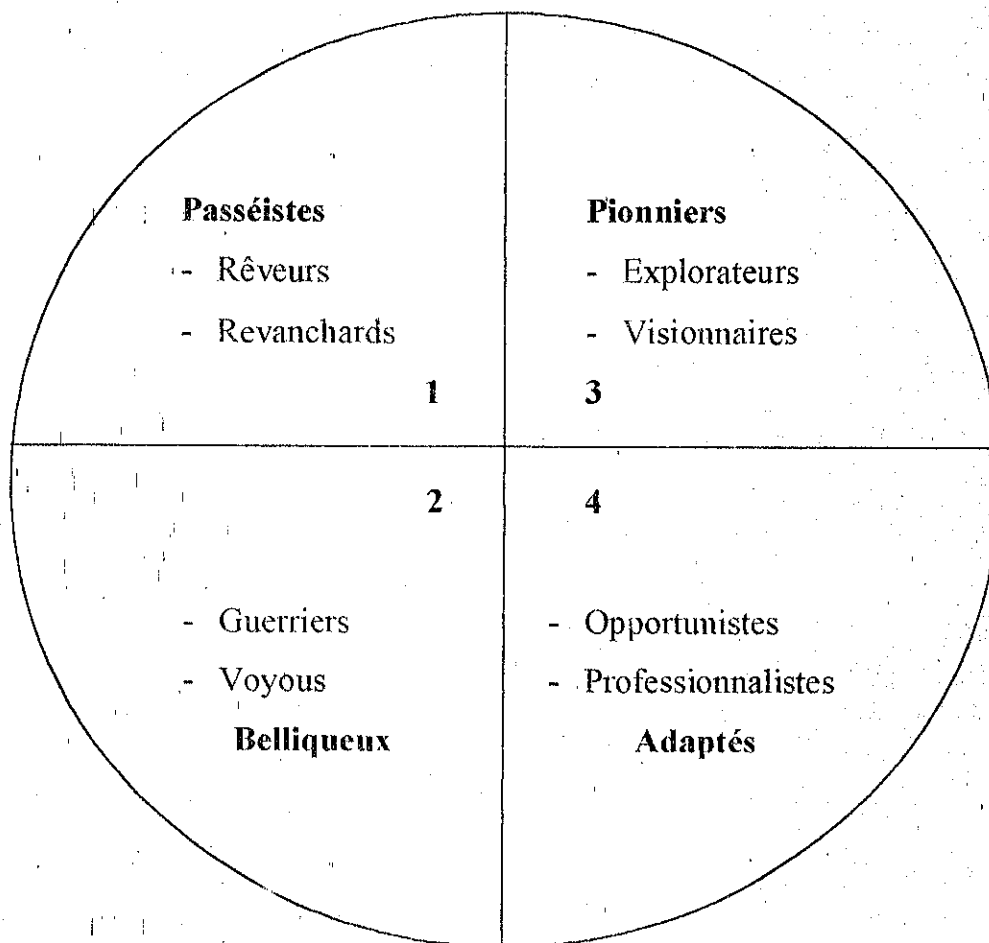 Passéistes
- Rêveurs
- Revanchards
1
Pionniers
- Explorateurs
- Visionnaires
3
2
- Guerriers
- Voyous
Belliqueux
4
- Opportunistes
- Professionnalistes
Adaptés